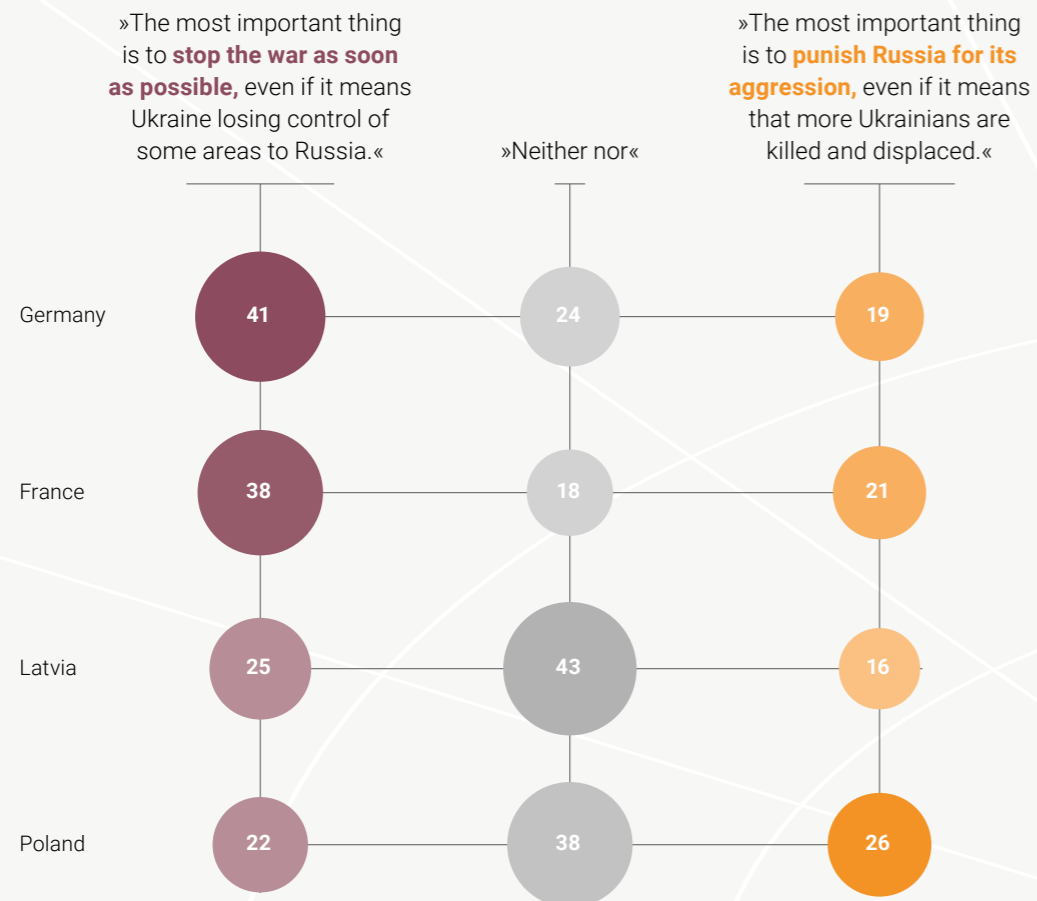 »The most important thing
is to stop the war as soon
as possible, even if it means
Ukraine losing control of
some areas to Russia.«
»Neither nor«
»The most important thing
is to punish Russia for its
aggression, even if it means
that more Ukrainians are
killed and displaced.«
Germany 41 24 19
France 38 18 21
Latvia 25 43 16
Poland 22 38 26